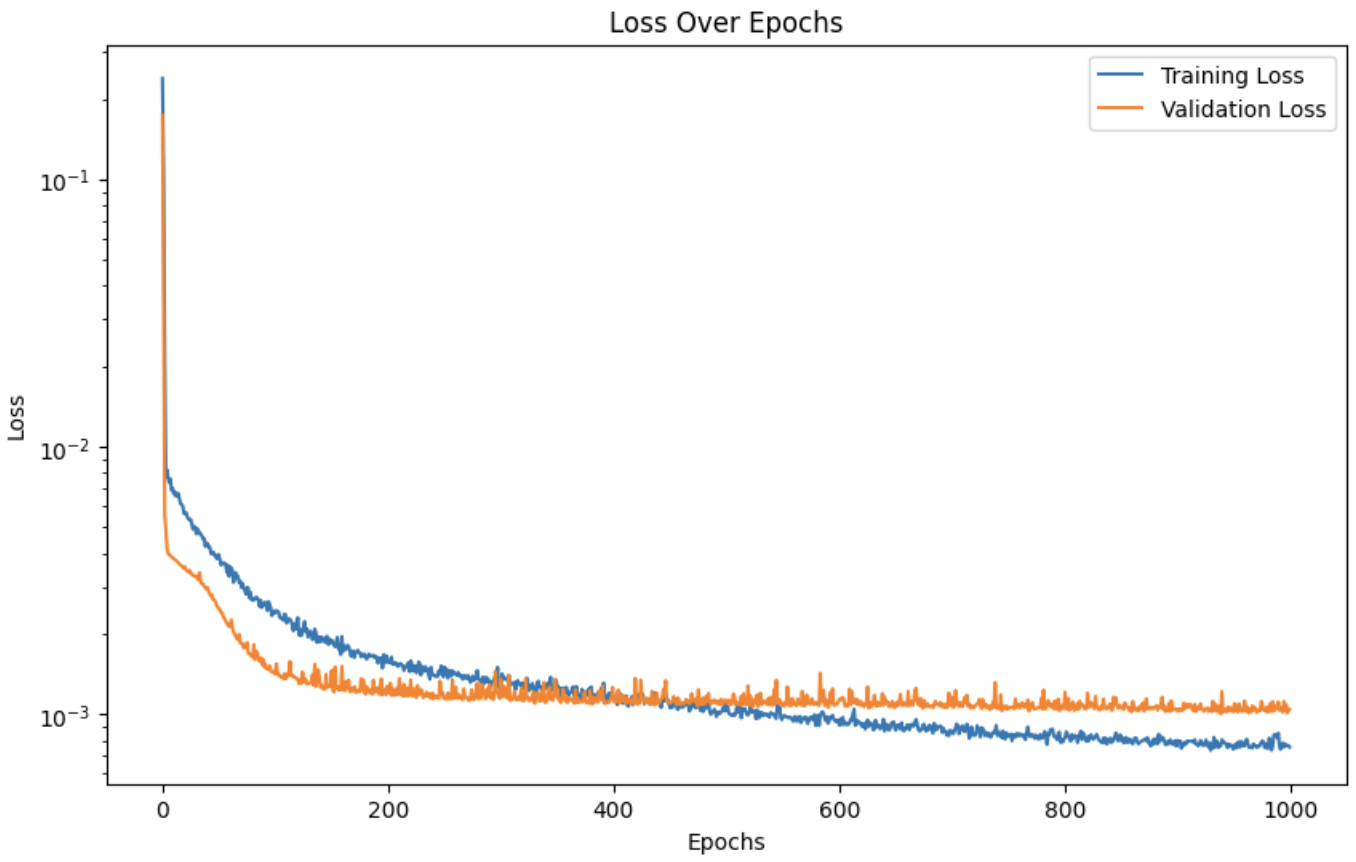 Loss Over Epochs
Training Loss
Validation Loss
Loss
10⁻¹
10⁻²
10⁻³
0 200 400 600 800 1000
Epochs